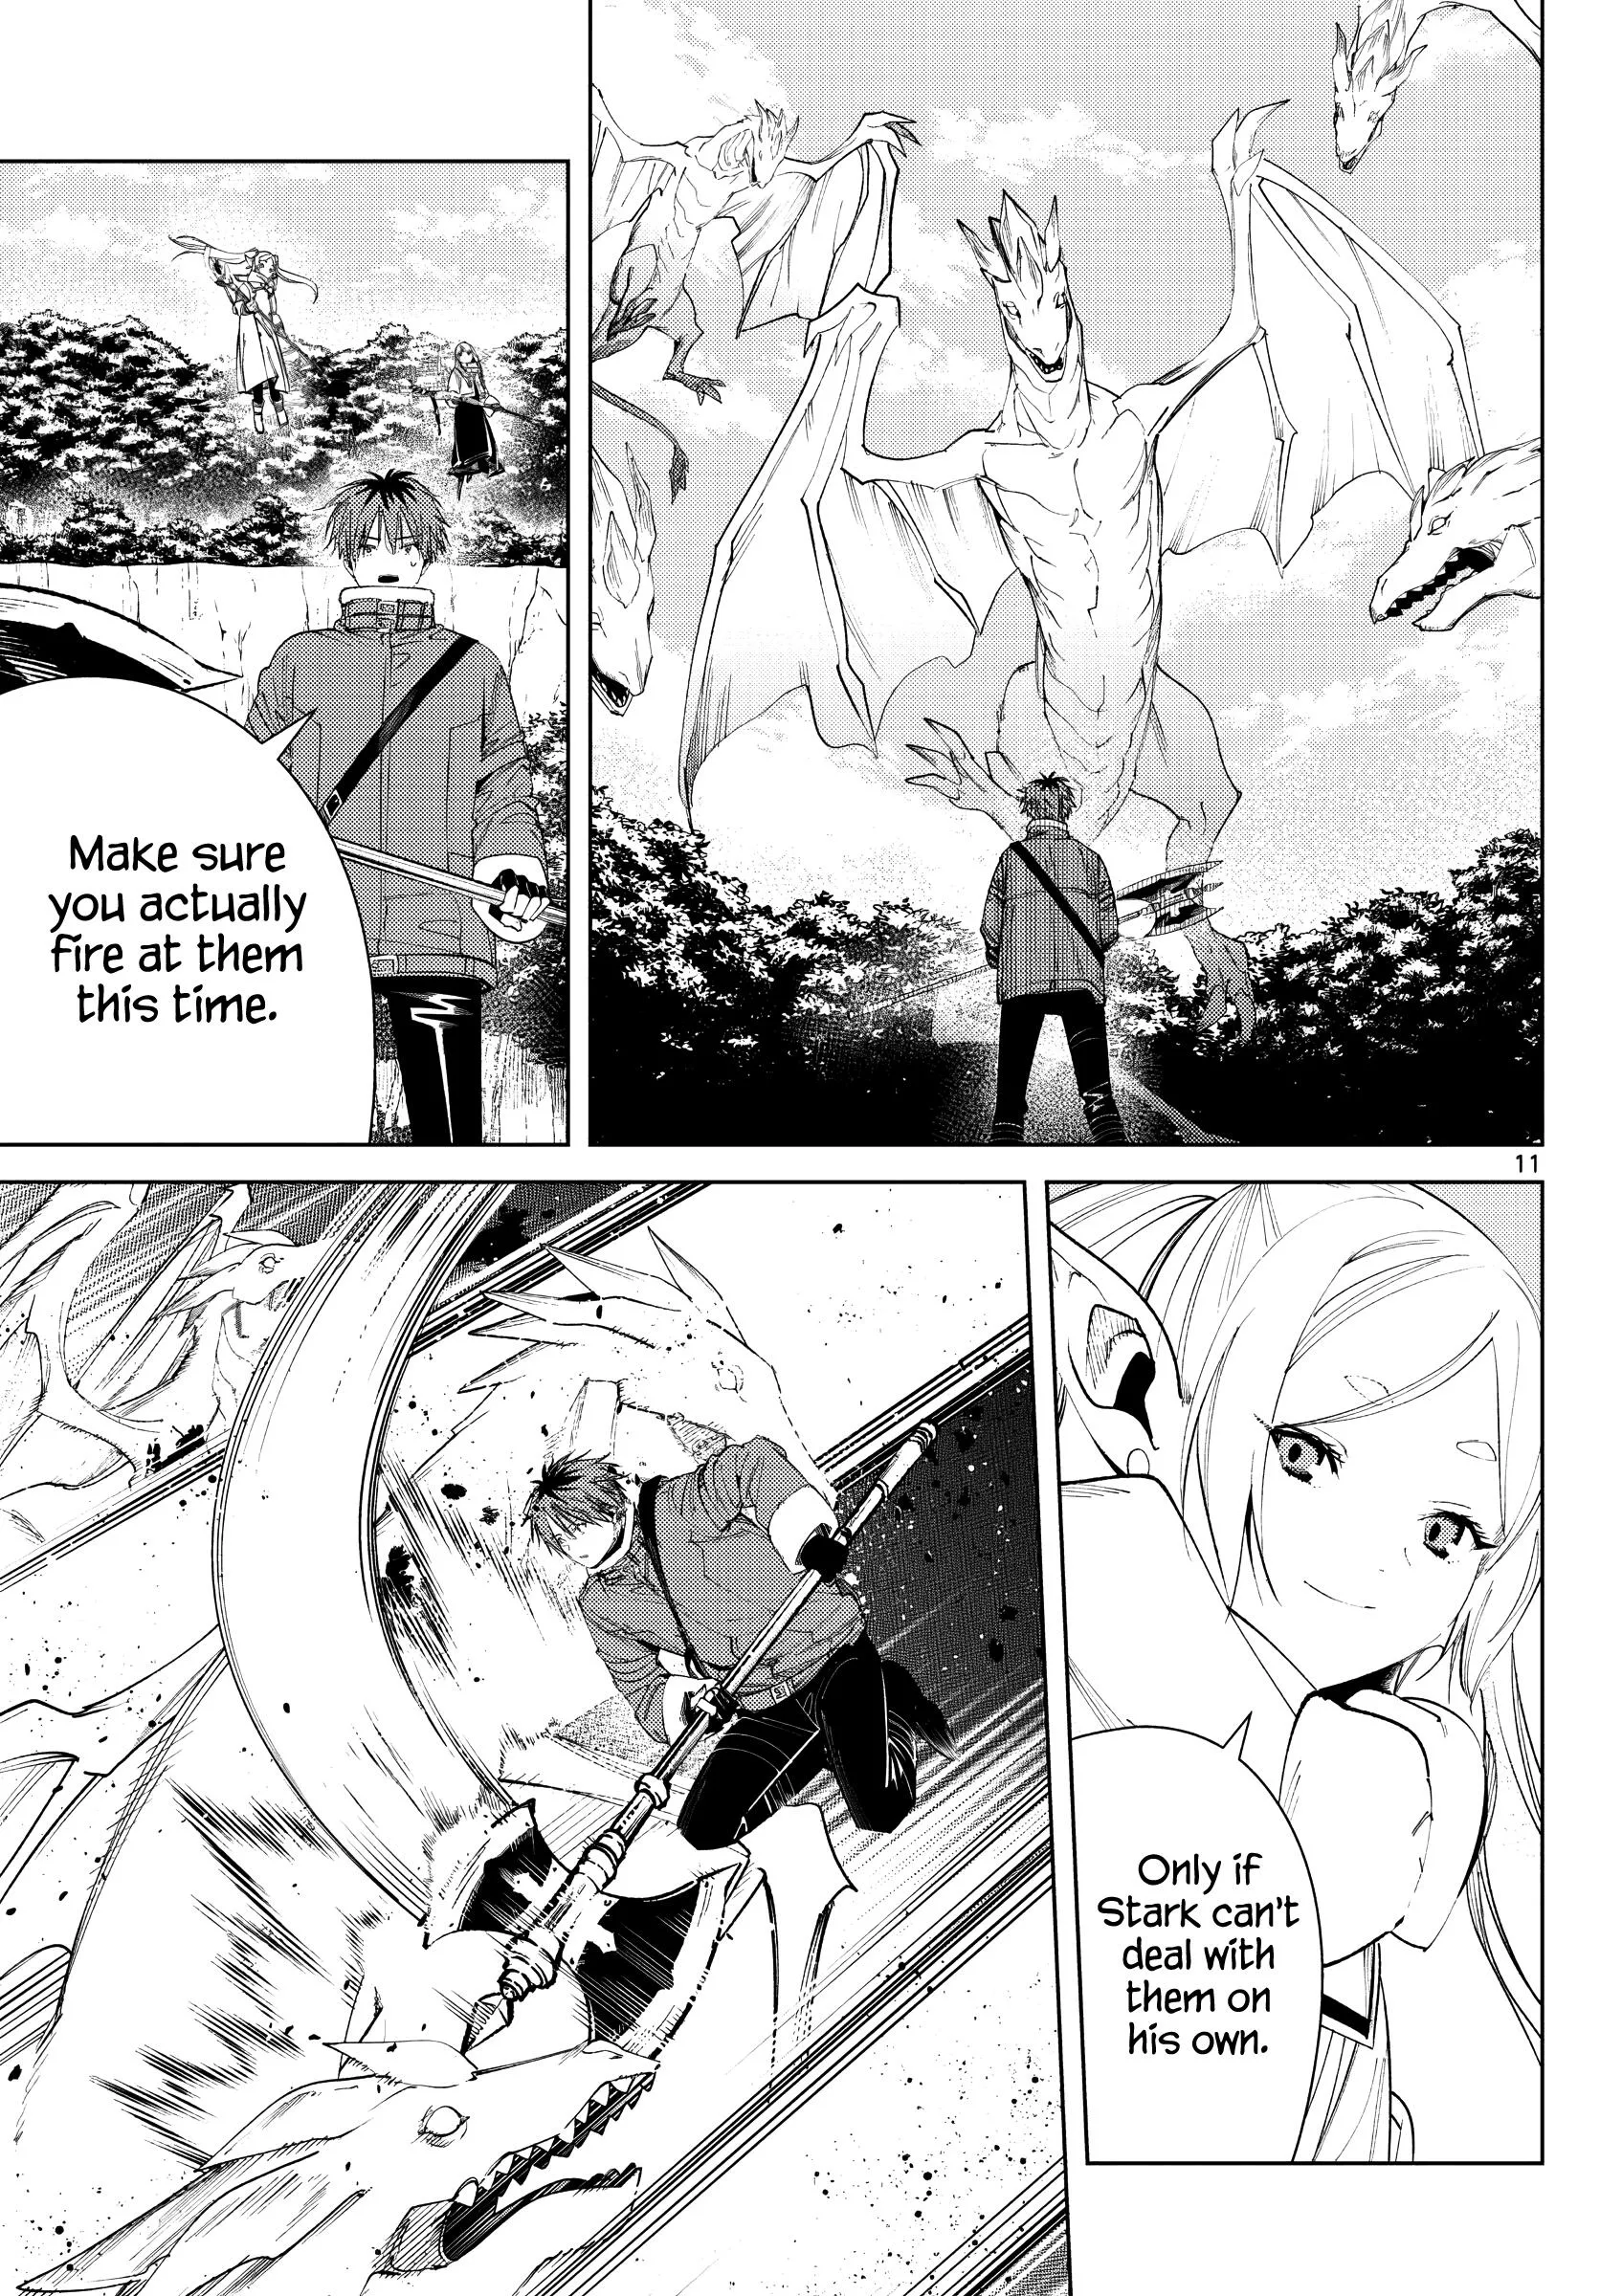 Make sure
you actually
fire at them
this time.
11
Only if
Stark can't
deal with
them on
his own.